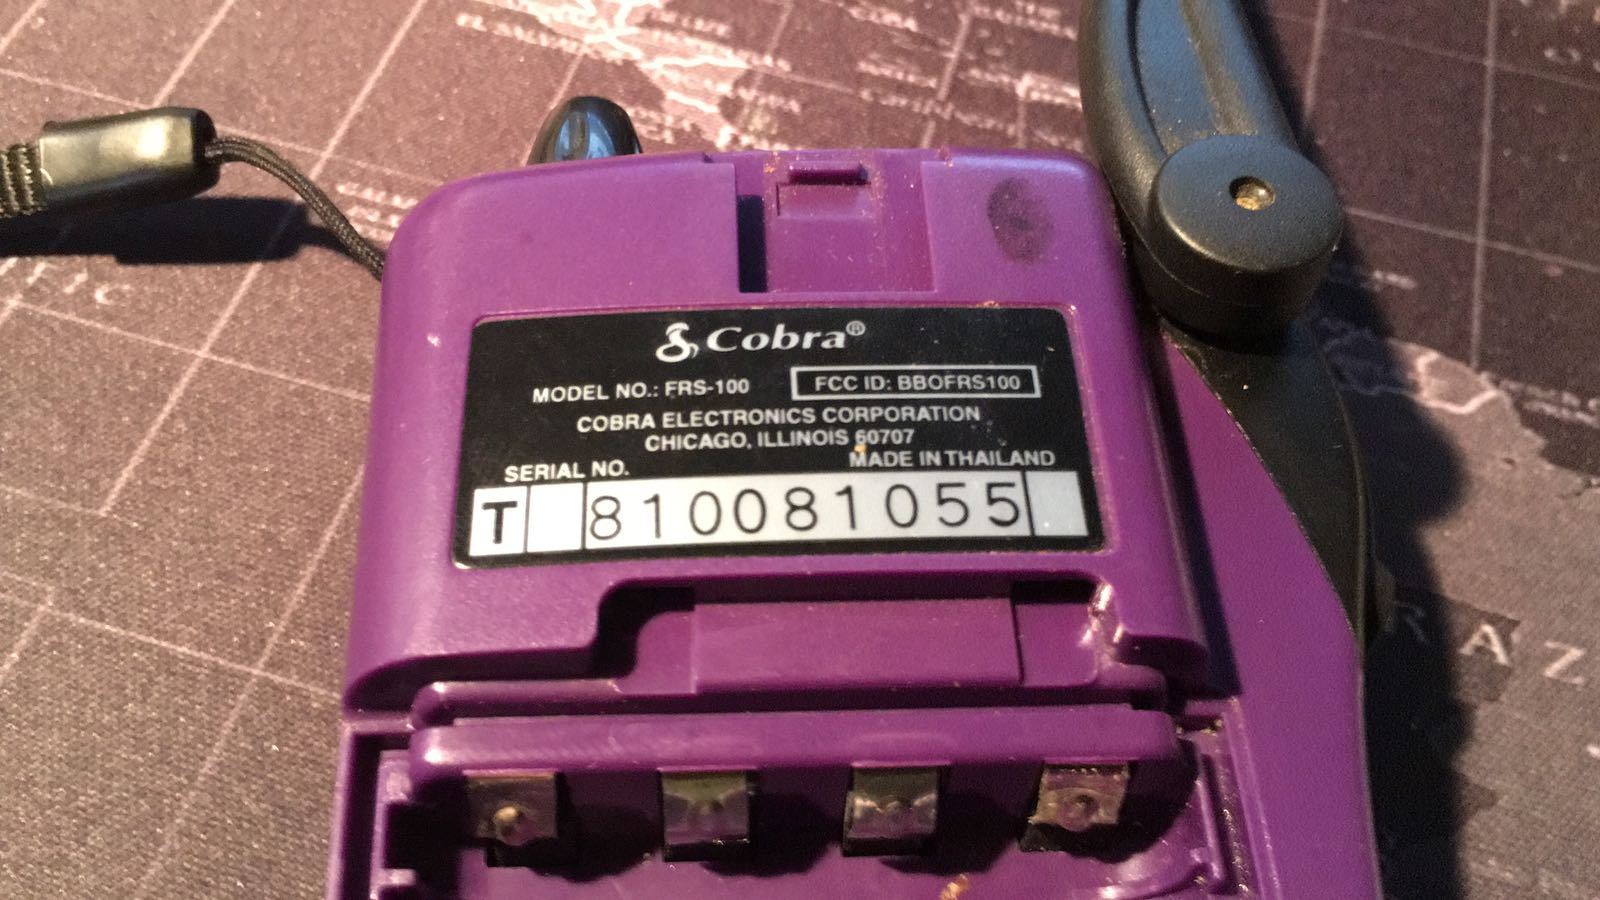 Cobra®
MODEL NO.: FRS-100
FCC ID: BBOFRS100
COBRA ELECTRONICS CORPORATION
CHICAGO, ILLINOIS 60707
SERIAL NO.
MADE IN THAILAND
T 810081055
RAZ